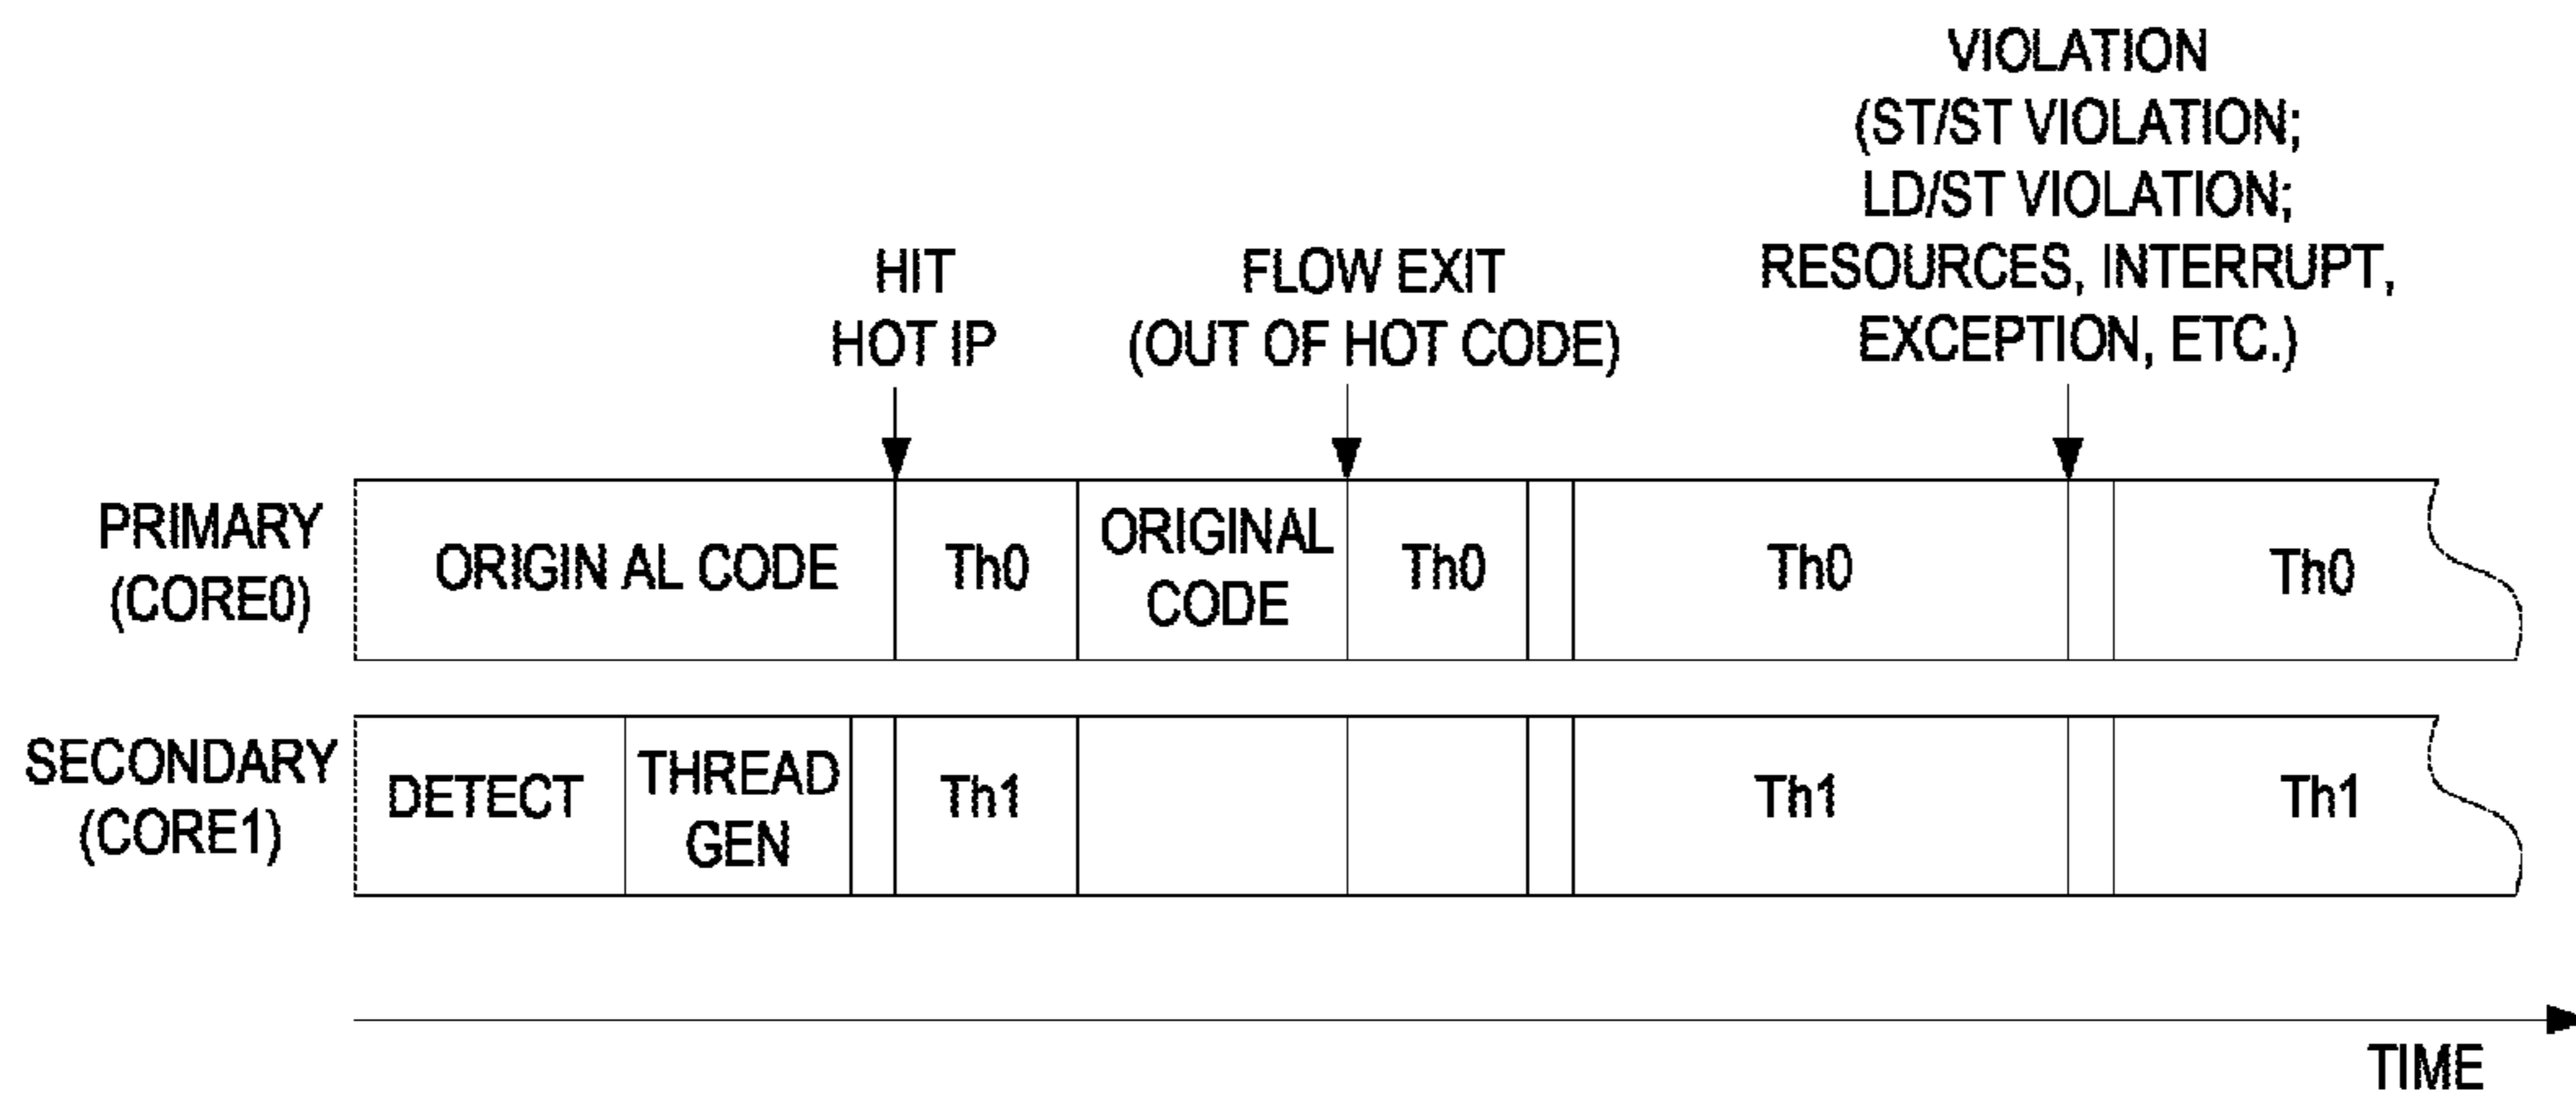 VIOLATION
(ST/ST VIOLATION;
LD/ST VIOLATION;
RESOURCES, INTERRUPT,
EXCEPTION, ETC.)
HIT
HOT IP
FLOW EXIT
(OUT OF HOT CODE)
PRIMARY
(CORE0)
ORIGIN AL CODE
Th0
ORIGINAL
CODE
Th0
Th0
Th0
SECONDARY
(CORE1)
DETECT
THREAD
GEN
Th1
Th1
Th1
TIME